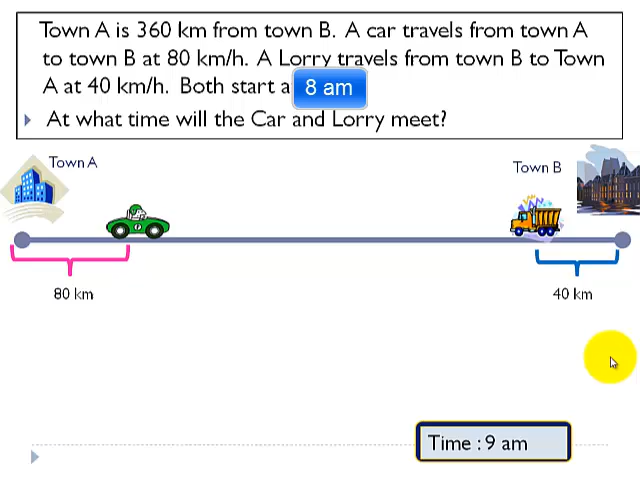 Town A is 360 km from town B. A car travels from town A
to town B at 80 km/h. A Lorry travels from town B to Town
A at 40 km/h. Both start a 8 am
At what time will the Car and Lorry meet?
Town A
Town B
80 km
40 km
Time : 9 am